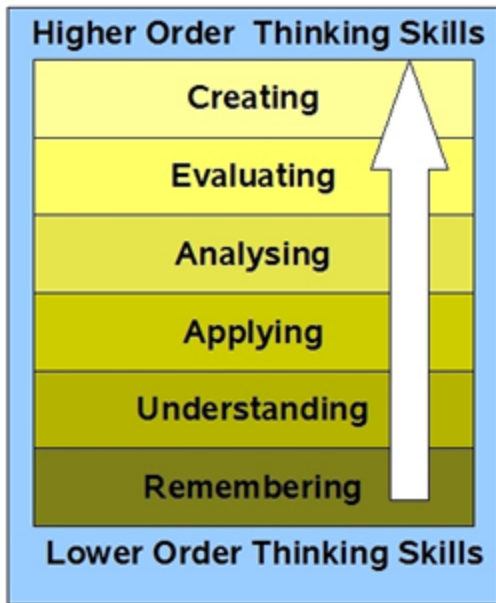 Higher Order Thinking Skills
Creating
Evaluating
Analysing
Applying
Understanding
Remembering
Lower Order Thinking Skills